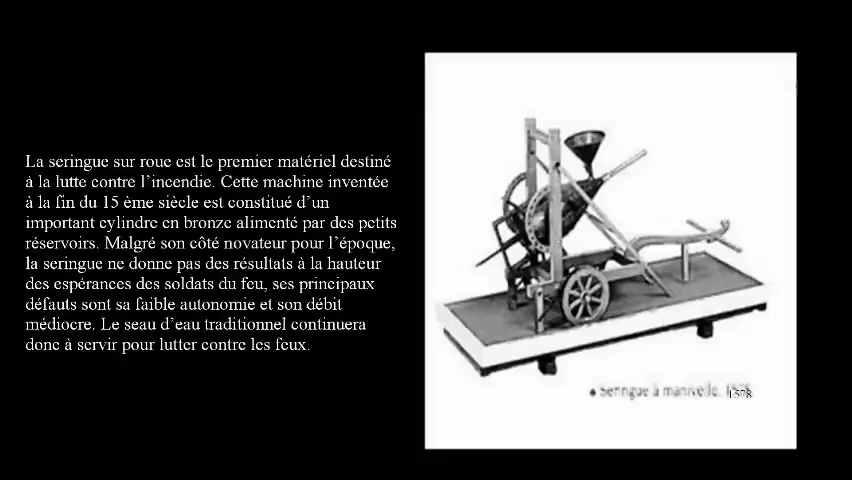 La seringue sur roue est le premier matériel destiné
à la lutte contre l'incendie. Cette machine inventée
à la fin du 15 ème siècle est constitué d'un
important cylindre en bronze alimenté par des petits
réservoirs. Malgré son côté novateur pour l'époque,
la seringue ne donne pas des résultats à la hauteur
des espérances des soldats du feu, ses principaux
défauts sont sa faible autonomie et son débit
médiocre. Le seau d'eau traditionnel continuera
donc à servir pour lutter contre les feux.
Seringue à manivelle,
1578